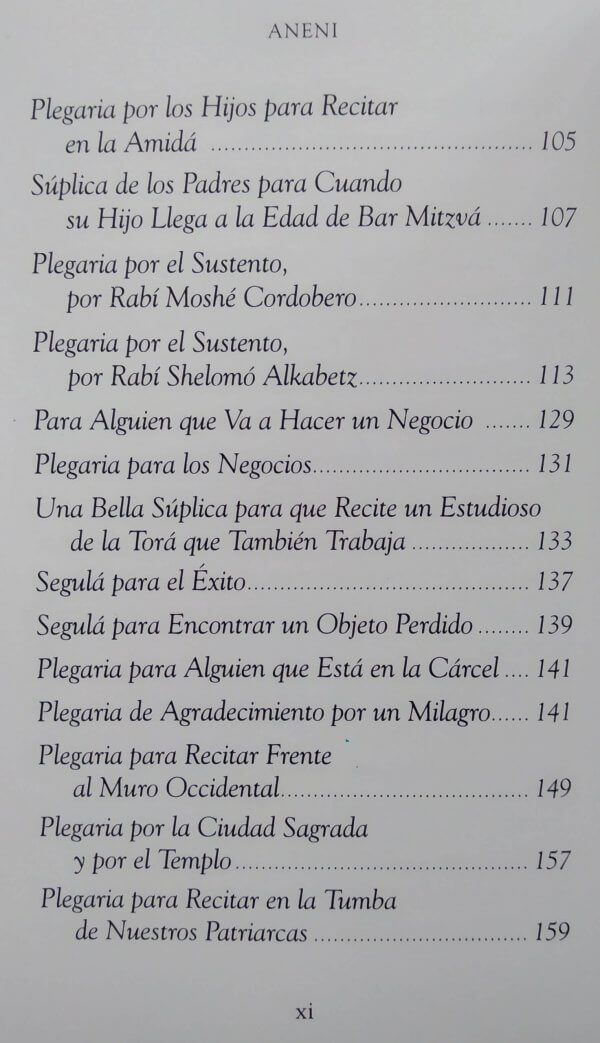 ANENI
Plegaria por los Hijos para Recitar
en la Amidá ........................................ 105
Súplica de los Padres para Cuando
su Hijo Llega a la Edad de Bar Mitzvá ....... 107
Plegaria por el Sustento,
por Rabí Moshé Cordobero........................... 111
Plegaria por el Sustento,
por Rabí Shelomó Alkabetz.......................... 113
Para Alguien que Va a Hacer un Negocio ....... 129
Plegaria para los Negocios................................. 131
Una Bella Súplica para que Recite un Estudioso
de la Torá que También Trabaja .................. 133
Segulá para el Éxito............................................ 137
Segulá para Encontrar un Objeto Perdido ........ 139
Plegaria para Alguien que Está en la Cárcel .... 141
Plegaria de Agradecimiento por un Milagro...... 141
Plegaria para Recitar Frente
al Muro Occidental...................................... 149
Plegaria por la Ciudad Sagrada
y por el Templo............................................ 157
Plegaria para Recitar en la Tumba
de Nuestros Patriarcas ................................. 159
xi